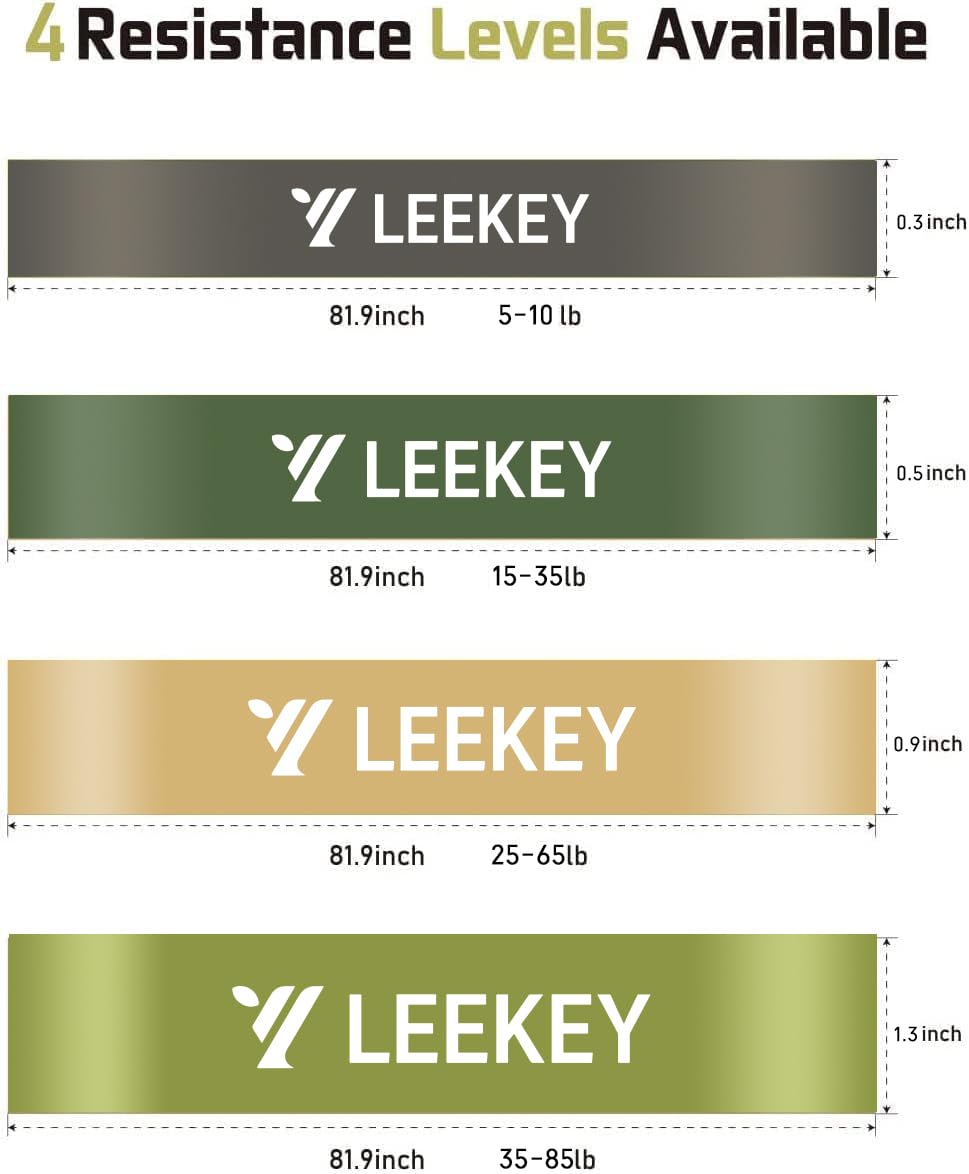 4 Resistance Levels Available
LEEKEY
0.3 inch
81.9inch 5-10 lb
LEEKEY
0.5 inch
81.9inch 15-35lb
LEEKEY
0.9 inch
81.9inch 25-65lb
LEEKEY
1.3 inch
81.9inch 35-85lb